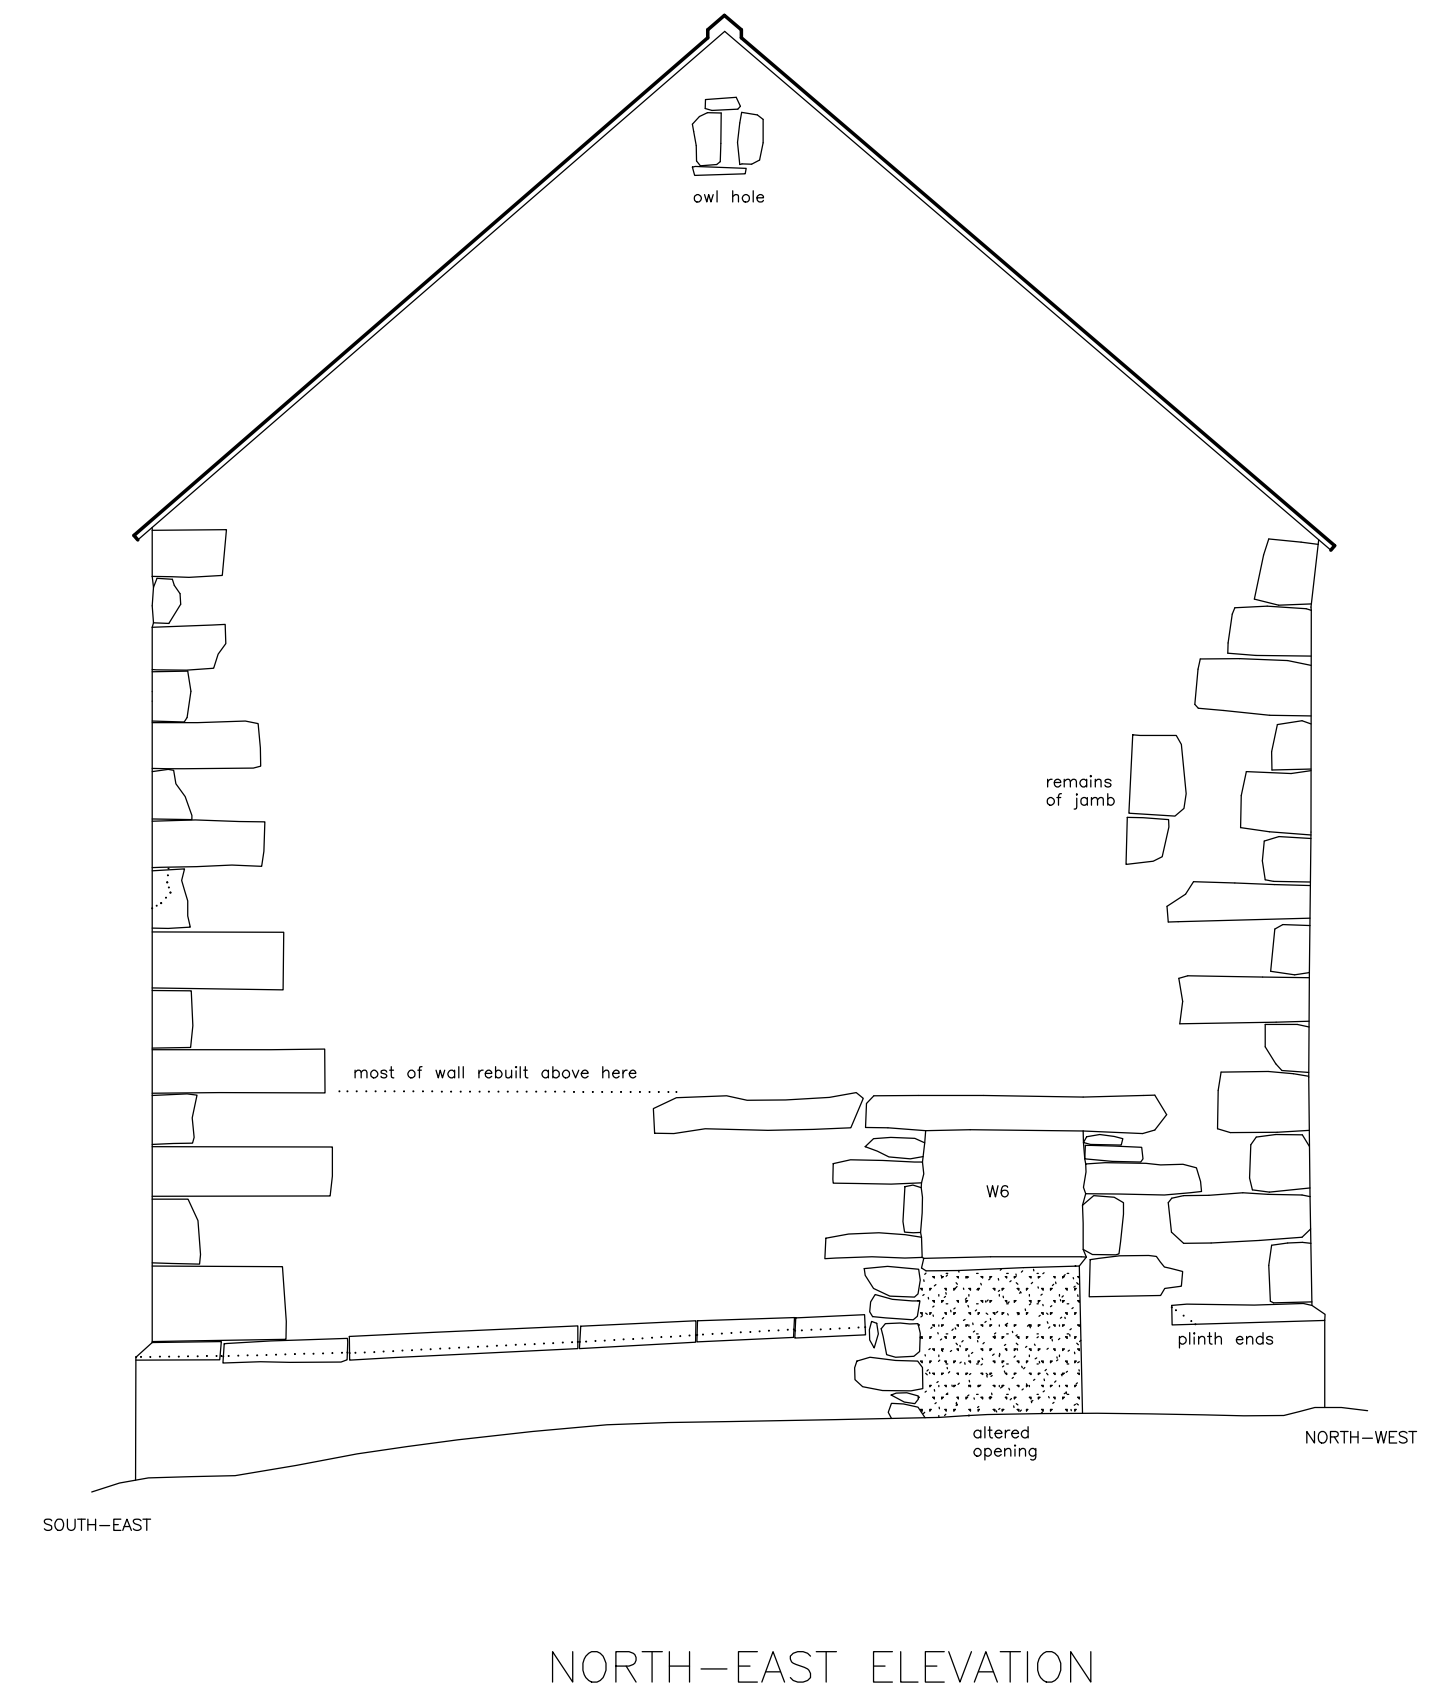 owl hole
remains
of jamb
most of wall rebuilt above here
W6
plinth ends
altered
opening
NORTH-WEST
SOUTH-EAST
NORTH-EAST ELEVATION